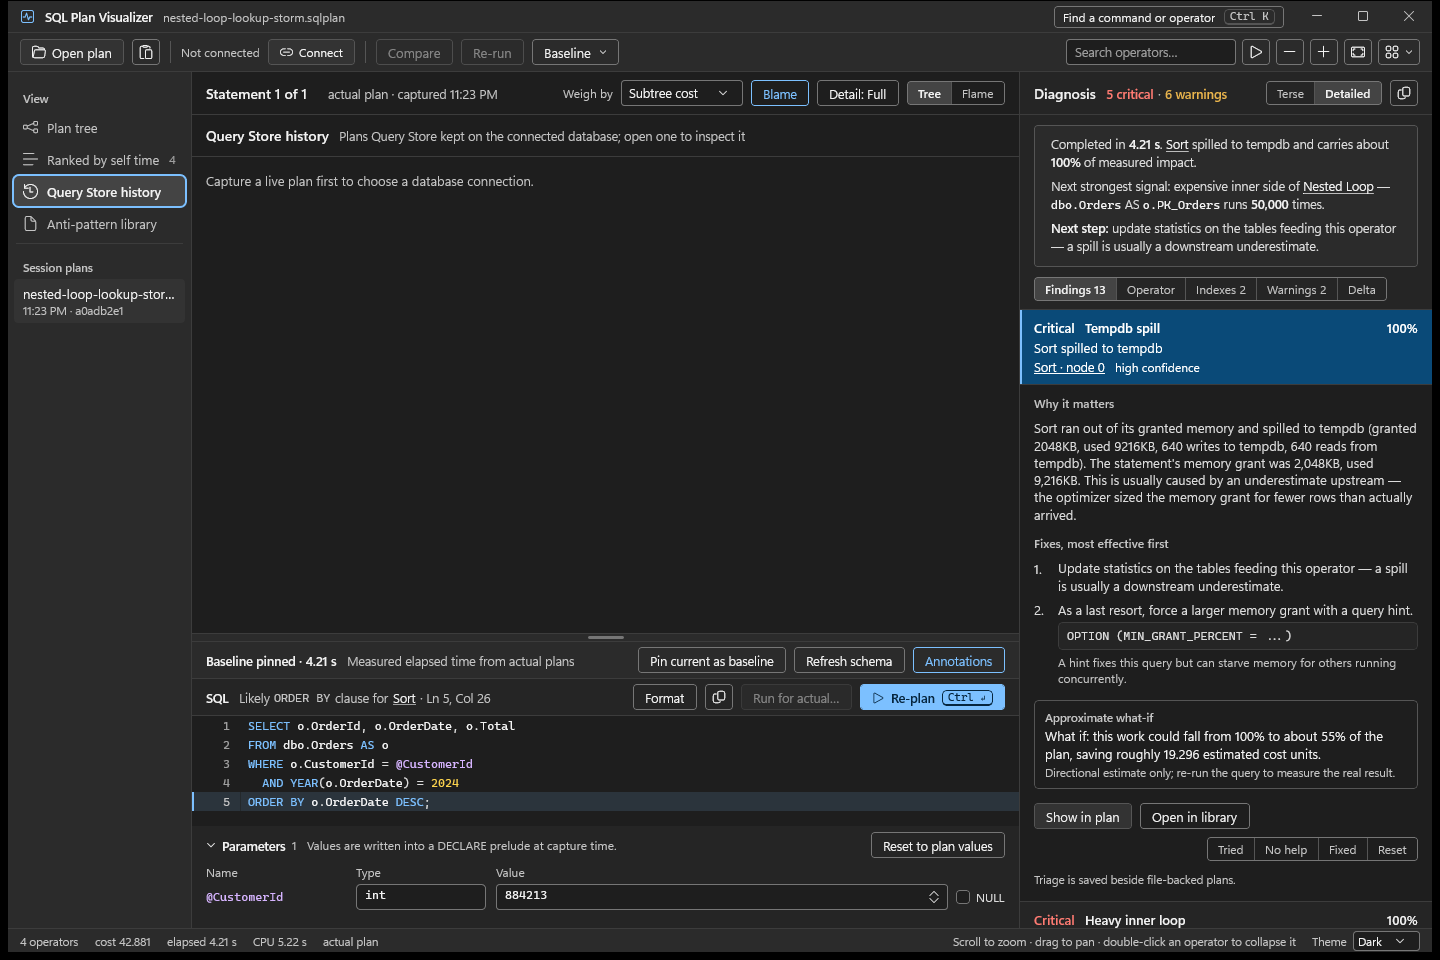 SQL Plan Visualizer nested-loop-lookup-storm.sqlplan Find a command or operator Ctrl K
Open plan Not connected Connect Compare Re-run Baseline Search operators...
View
Plan tree
Ranked by self time 4
Query Store history
Anti-pattern library
Session plans
nested-loop-lookup-stor...
11:23 PM · a0adb2e1
Statement 1 of 1 actual plan · captured 11:23 PM Weigh by Subtree cost Blame Detail: Full Tree Flame
Query Store history Plans Query Store kept on the connected database; open one to inspect it
Capture a live plan first to choose a database connection.
Baseline pinned · 4.21 s Measured elapsed time from actual plans Pin current as baseline Refresh schema Annotations
SQL Likely ORDER BY clause for Sort · Ln 5, Col 26 Format Run for actual... Re-plan Ctrl ↵
1 SELECT o.OrderId, o.OrderDate, o.Total
2 FROM dbo.Orders AS o
3 WHERE o.CustomerId = @CustomerId
4 AND YEAR(o.OrderDate) = 2024
5 ORDER BY o.OrderDate DESC;
Parameters 1 Values are written into a DECLARE prelude at capture time. Reset to plan values
Name Type Value
@CustomerId int 884213 NULL
Diagnosis 5 critical · 6 warnings Terse Detailed
Completed in 4.21 s. Sort spilled to tempdb and carries about
100% of measured impact.
Next strongest signal: expensive inner side of Nested Loop —
dbo.Orders AS o.PK_Orders runs 50,000 times.
Next step: update statistics on the tables feeding this operator
— a spill is usually a downstream underestimate.
Findings 13 Operator Indexes 2 Warnings 2 Delta
Critical Tempdb spill 100%
Sort spilled to tempdb
Sort · node 0 high confidence
Why it matters
Sort ran out of its granted memory and spilled to tempdb (granted
2048KB, used 9216KB, 640 writes to tempdb, 640 reads from
tempdb). The statement's memory grant was 2,048KB, used
9,216KB. This is usually caused by an underestimate upstream —
the optimizer sized the memory grant for fewer rows than actually
arrived.
Fixes, most effective first
1. Update statistics on the tables feeding this operator — a spill
is usually a downstream underestimate.
2. As a last resort, force a larger memory grant with a query hint.
OPTION (MIN_GRANT_PERCENT = ...)
A hint fixes this query but can starve memory for others running
concurrently.
Approximate what-if
What if: this work could fall from 100% to about 55% of the
plan, saving roughly 19.296 estimated cost units.
Directional estimate only; re-run the query to measure the real result.
Show in plan Open in library
Tried No help Fixed Reset
Triage is saved beside file-backed plans.
Critical Heavy inner loop 100%
4 operators cost 42.881 elapsed 4.21 s CPU 5.22 s actual plan Scroll to zoom · drag to pan · double-click an operator to collapse it Theme Dark